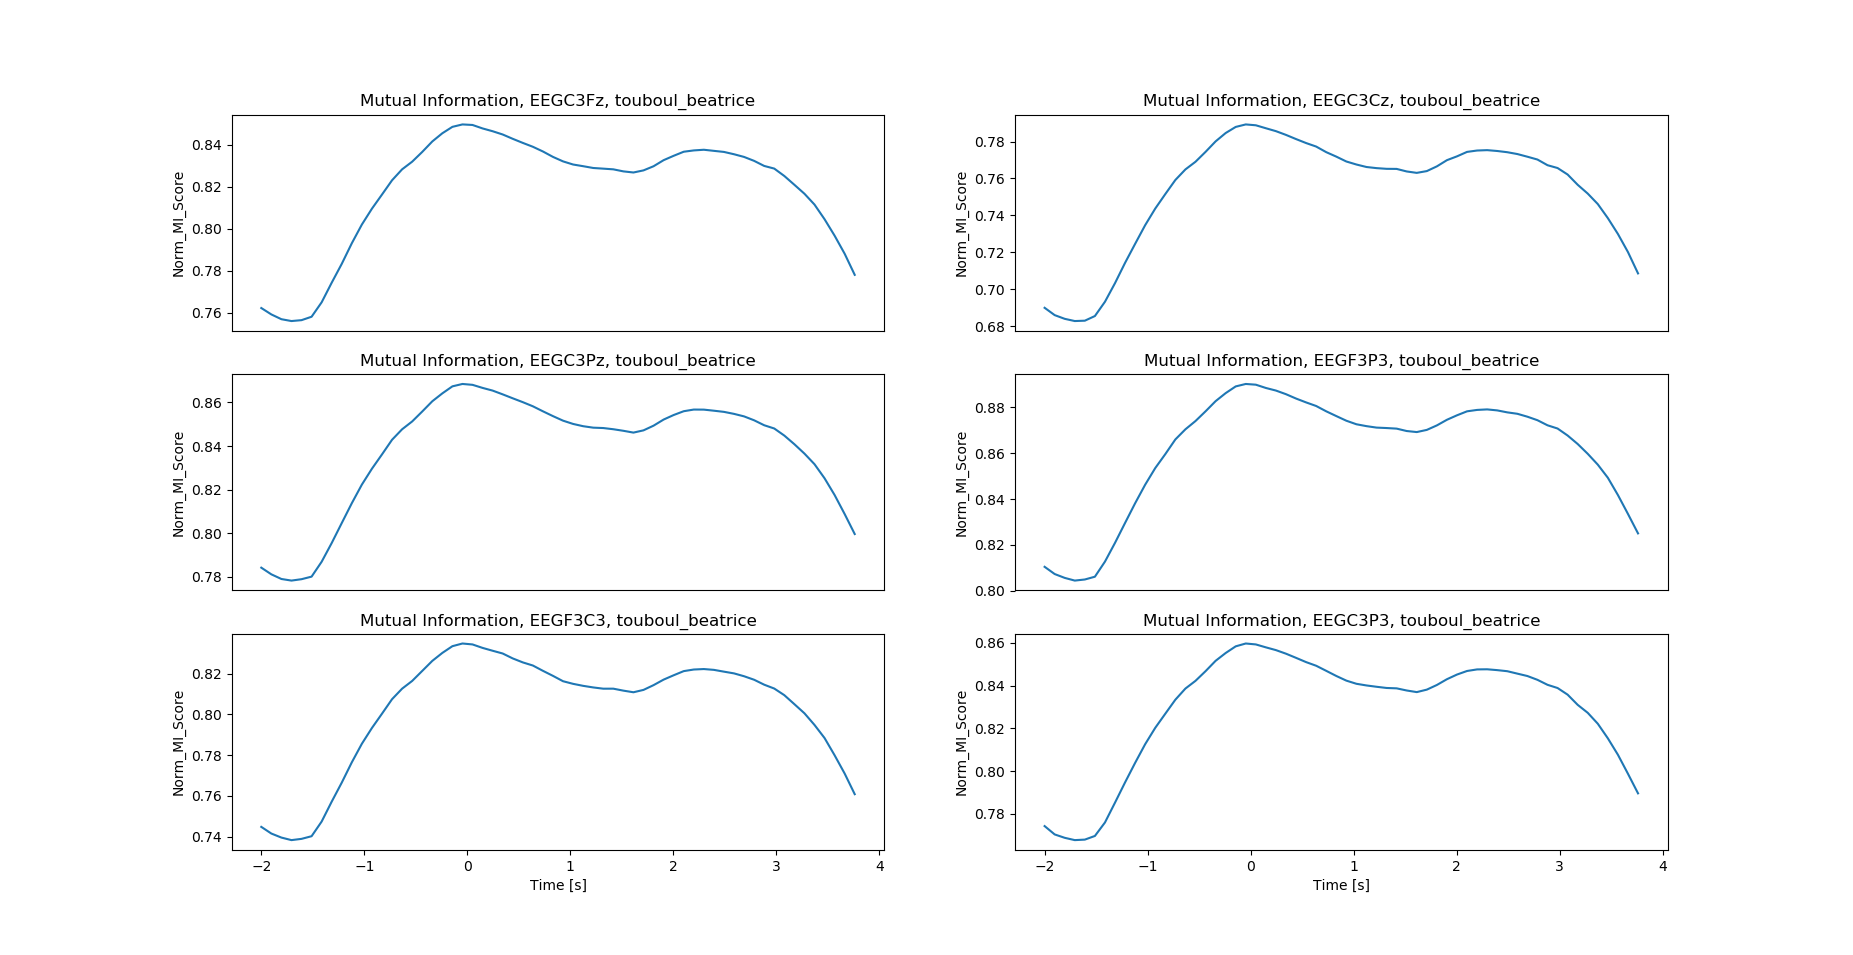 Mutual Information, EEGC3Fz, touboul_beatrice
Norm_MI_Score
0.84
0.82
0.80
0.78
0.76
Mutual Information, EEGC3Cz, touboul_beatrice
Norm_MI_Score
0.78
0.76
0.74
0.72
0.70
0.68
Mutual Information, EEGC3Pz, touboul_beatrice
Norm_MI_Score
0.86
0.84
0.82
0.80
0.78
Mutual Information, EEGF3P3, touboul_beatrice
Norm_MI_Score
0.88
0.86
0.84
0.82
0.80
Mutual Information, EEGF3C3, touboul_beatrice
Norm_MI_Score
0.82
0.80
0.78
0.76
0.74
−2 −1 0 1 2 3 4
Time [s]
Mutual Information, EEGC3P3, touboul_beatrice
Norm_MI_Score
0.86
0.84
0.82
0.80
0.78
−2 −1 0 1 2 3 4
Time [s]